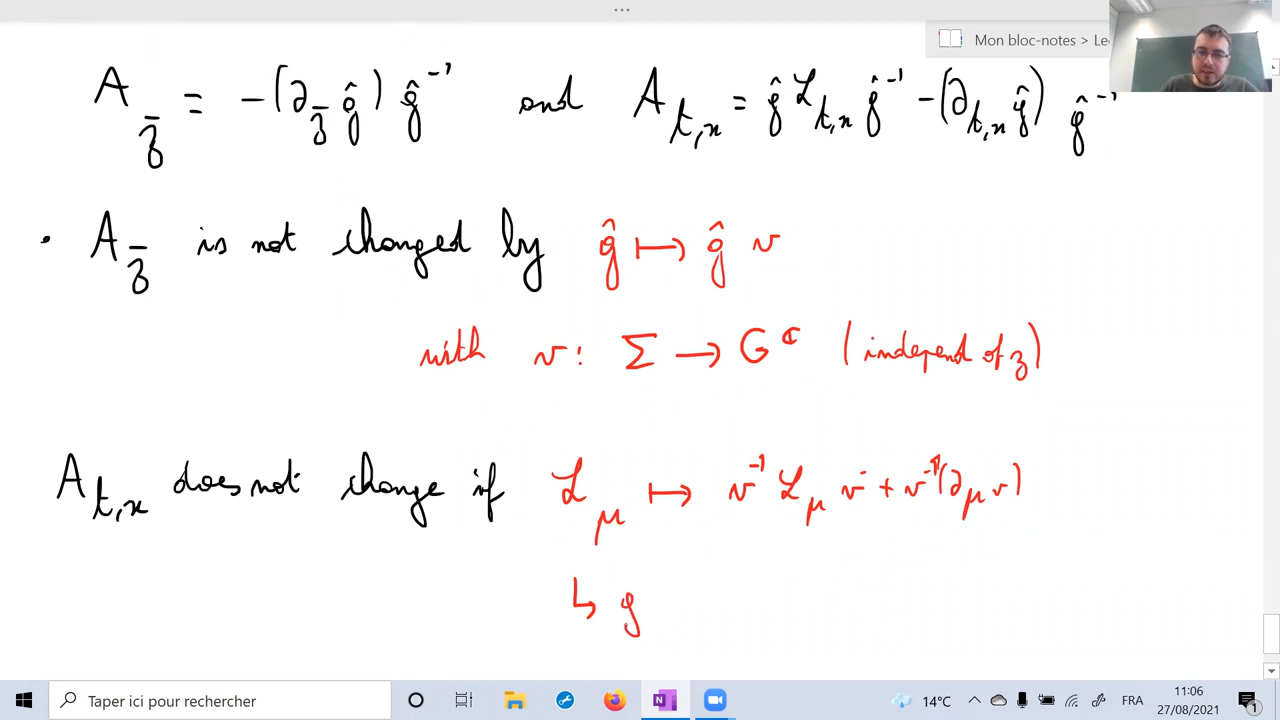 Mon bloc-notes > Le
A_z̄ = -(∂_z̄ ĝ) ĝ⁻¹ and A_{t,x} = ĝ ℒ_{t,x} ĝ⁻¹ - (∂_{t,x} ĝ) ĝ⁻¹
• A_z̄ is not changed by ĝ ↦ ĝ v
with v : Σ → G^ℂ (independ of z)
A_{t,x} does not change if ℒ_μ ↦ v⁻¹ ℒ_μ v + v⁻¹(∂_μ v)
↳ g
Taper ici pour rechercher
14°C
FRA
11:06
27/08/2021
1